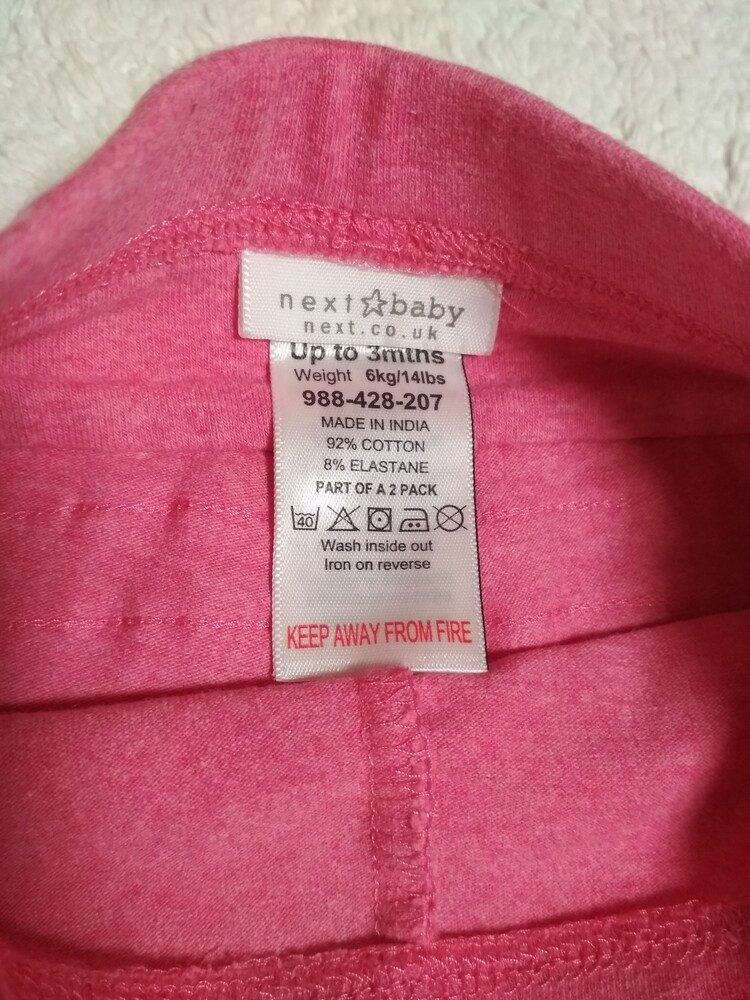 next☆baby
next.co.uk
Up to 3mths
Weight 6kg/14lbs
988-428-207
MADE IN INDIA
92% COTTON
8% ELASTANE
PART OF A 2 PACK
40
Wash inside out
Iron on reverse
KEEP AWAY FROM FIRE